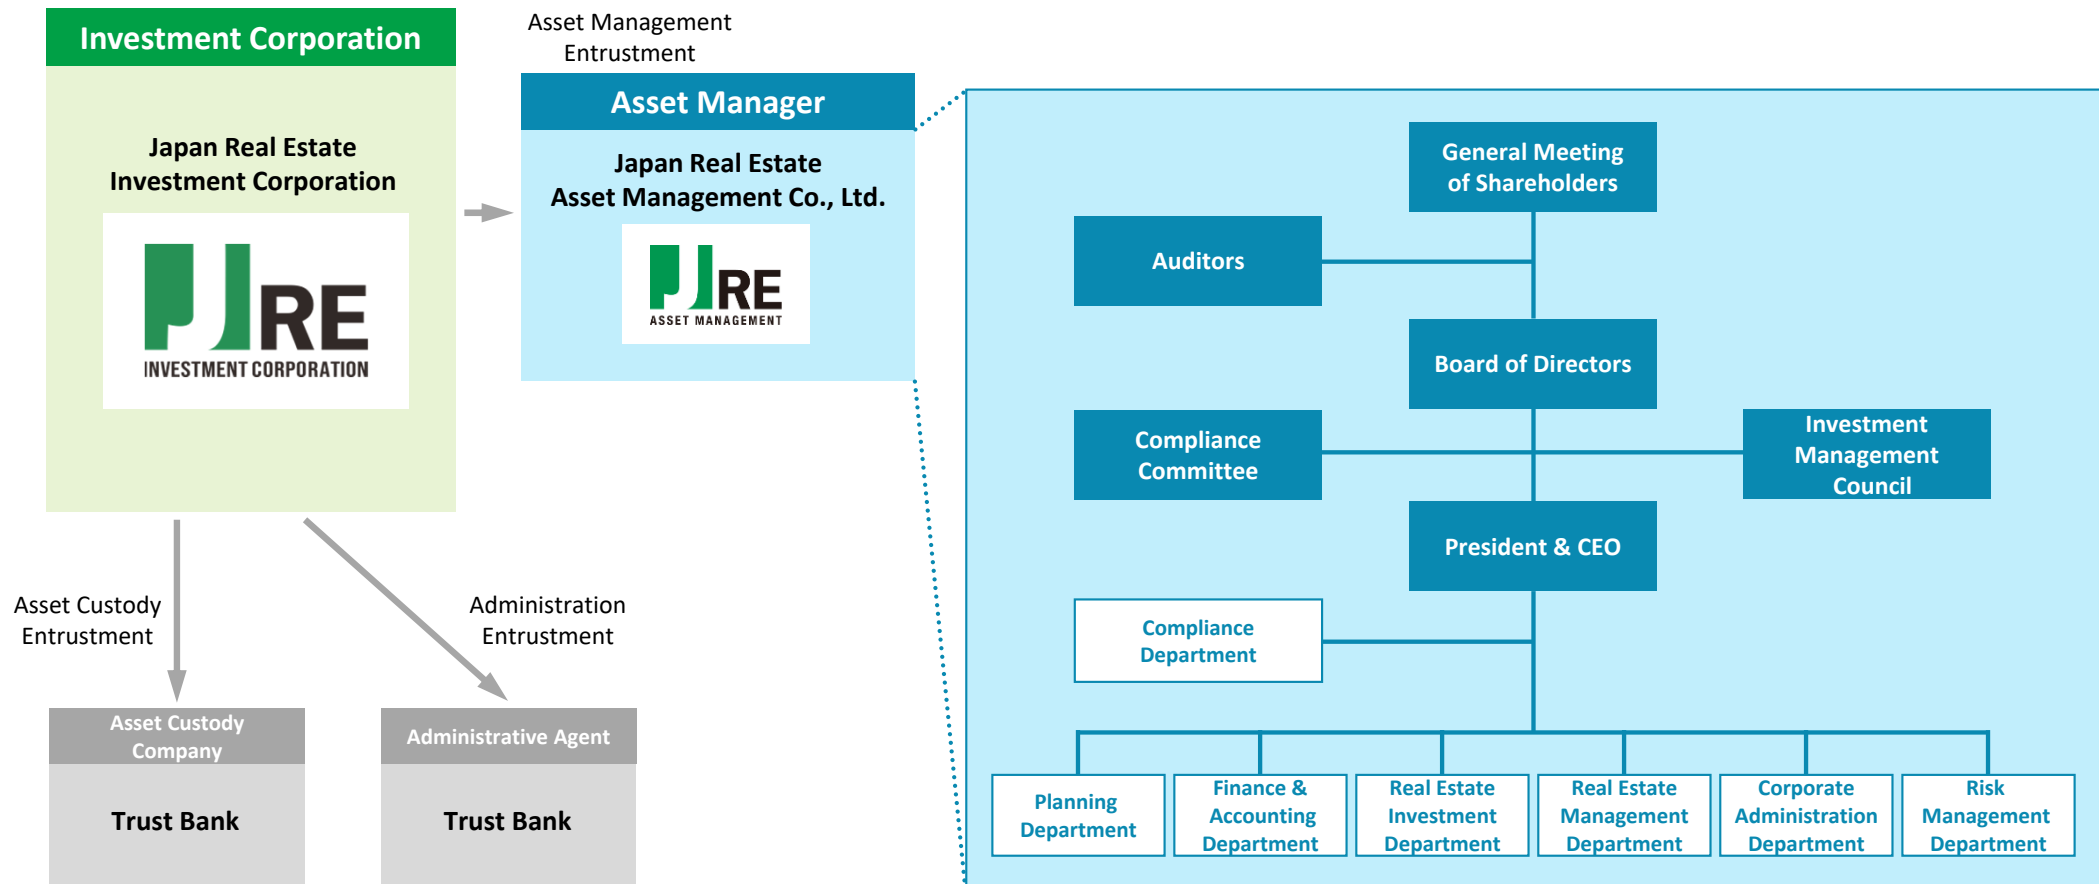 Investment Corporation
Japan Real Estate
Investment Corporation
JRE
INVESTMENT CORPORATION
Asset Management
Entrustment
Asset Manager
Japan Real Estate
Asset Management Co., Ltd.
JRE
ASSET MANAGEMENT
Asset Custody
Entrustment
Administration
Entrustment
Asset Custody
Company
Trust Bank
Administrative Agent
Trust Bank
General Meeting
of Shareholders
Auditors
Board of Directors
Compliance
Committee
Investment
Management
Council
President & CEO
Compliance
Department
Planning
Department
Finance &
Accounting
Department
Real Estate
Investment
Department
Real Estate
Management
Department
Corporate
Administration
Department
Risk
Management
Department